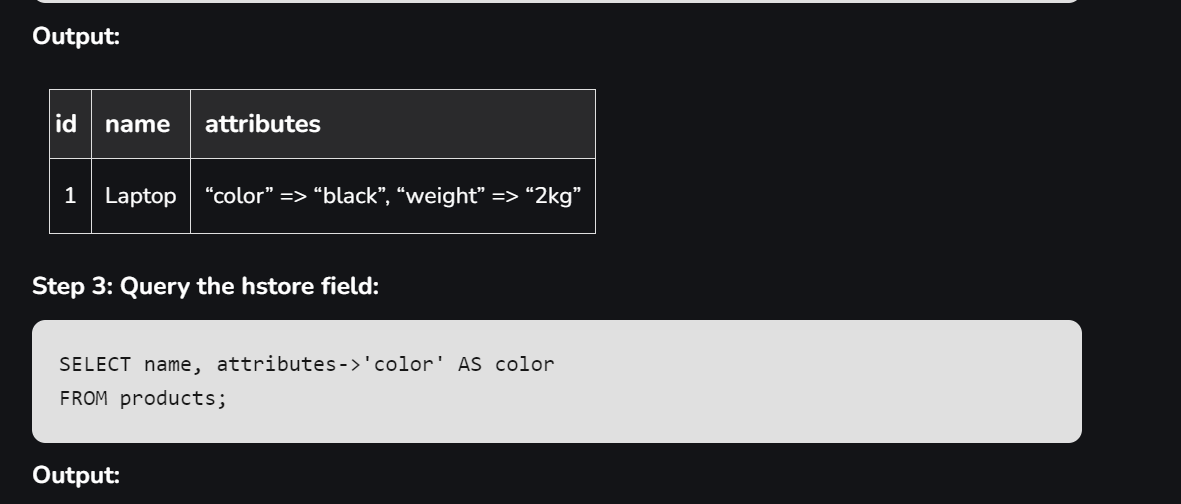 Output:
id name attributes
1 Laptop “color” => “black”, “weight” => “2kg”
Step 3: Query the hstore field:
SELECT name, attributes->'color' AS color
FROM products;
Output: